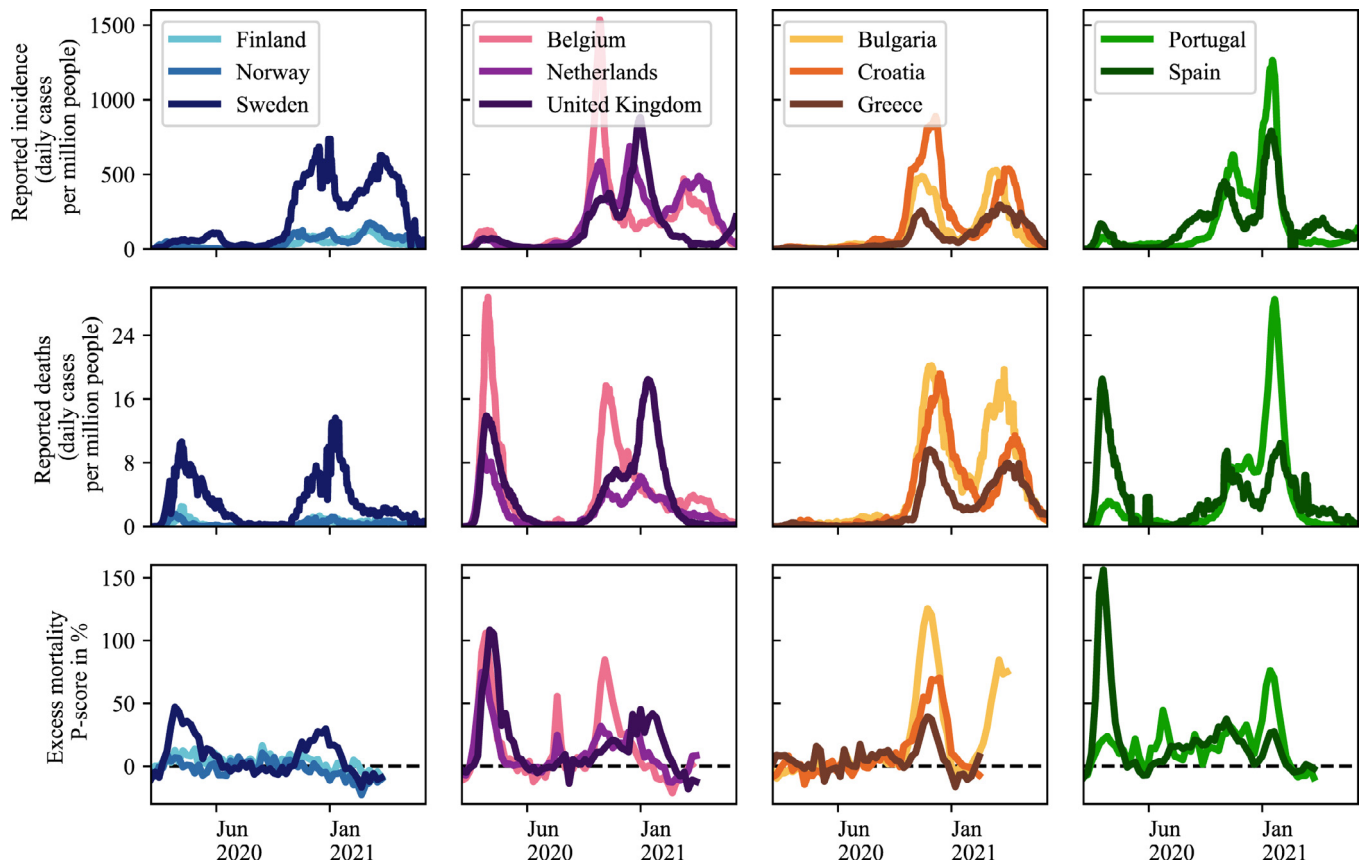 Reported incidence
(daily cases
per million people)
1500
1000
500
0
Finland
Norway
Sweden
Belgium
Netherlands
United Kingdom
Bulgaria
Croatia
Greece
Portugal
Spain
Reported deaths
(daily cases
per million people)
24
16
8
0
Excess mortality
P-score in %
150
100
50
0
Jun
2020
Jan
2021
Jun
2020
Jan
2021
Jun
2020
Jan
2021
Jun
2020
Jan
2021